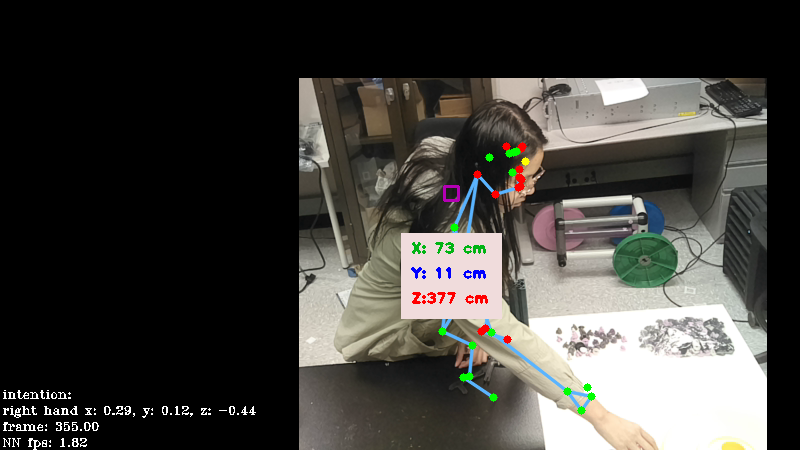 X: 73 cm
Y: 11 cm
Z:377 cm
intention:
right hand x: 0.29, y: 0.12, z: -0.44
frame: 355.00
NN fps: 1.82